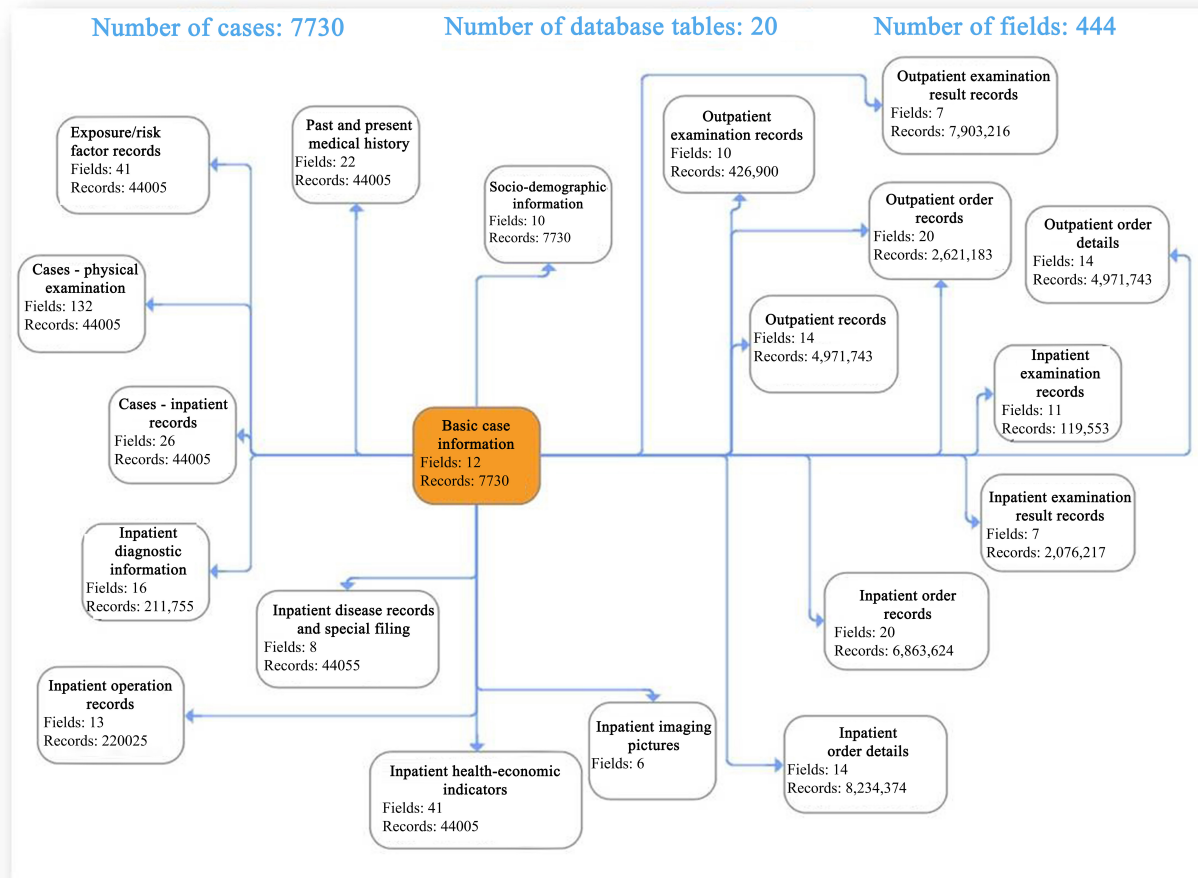 Number of cases: 7730
Number of database tables: 20
Number of fields: 444
Exposure/risk
factor records
Fields: 41
Records: 44005
Past and present
medical history
Fields: 22
Records: 44005
Socio-demographic
information
Fields: 10
Records: 7730
Outpatient
examination records
Fields: 10
Records: 426,900
Outpatient examination
result records
Fields: 7
Records: 7,903,216
Outpatient order
records
Fields: 20
Records: 2,621,183
Outpatient order
details
Fields: 14
Records: 4,971,743
Cases - physical
examination
Fields: 132
Records: 44005
Outpatient records
Fields: 14
Records: 4,971,743
Inpatient
examination
records
Fields: 11
Records: 119,553
Cases - inpatient
records
Fields: 26
Records: 44005
Basic case
information
Fields: 12
Records: 7730
Inpatient examination
result records
Fields: 7
Records: 2,076,217
Inpatient
diagnostic
information
Fields: 16
Records: 211,755
Inpatient disease records
and special filing
Fields: 8
Records: 44055
Inpatient order
records
Fields: 20
Records: 6,863,624
Inpatient operation
records
Fields: 13
Records: 220025
Inpatient health-economic
indicators
Fields: 41
Records: 44005
Inpatient imaging
pictures
Fields: 6
Inpatient
order details
Fields: 14
Records: 8,234,374